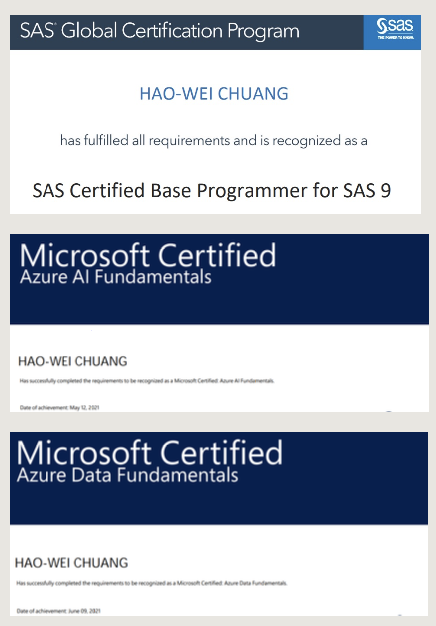 SAS® Global Certification Program
sas
THE POWER TO KNOW.
HAO-WEI CHUANG
has fulfilled all requirements and is recognized as a
SAS Certified Base Programmer for SAS 9
Microsoft Certified
Azure AI Fundamentals
HAO-WEI CHUANG
Has successfully completed the requirements to be recognized as a Microsoft Certified: Azure AI Fundamentals.
Date of achievement: May 12, 2021
Microsoft Certified
Azure Data Fundamentals
HAO-WEI CHUANG
Has successfully completed the requirements to be recognized as a Microsoft Certified: Azure Data Fundamentals.
Date of achievement: June 09, 2021